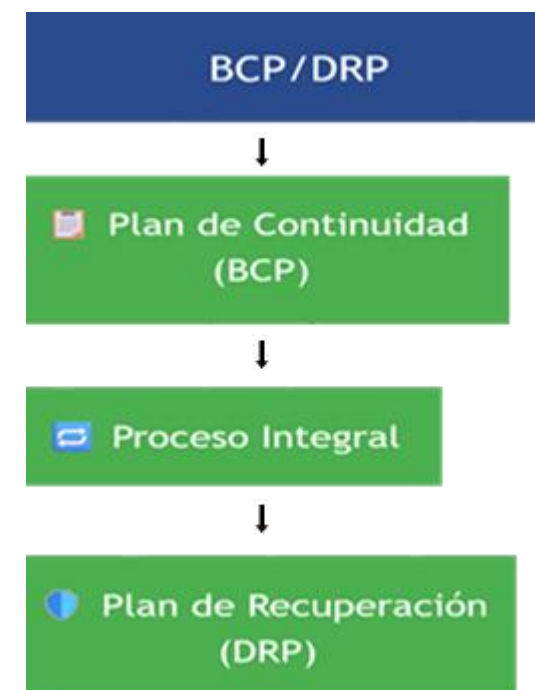 BCP/DRP
Plan de Continuidad
(BCP)
Proceso Integral
Plan de Recuperación
(DRP)